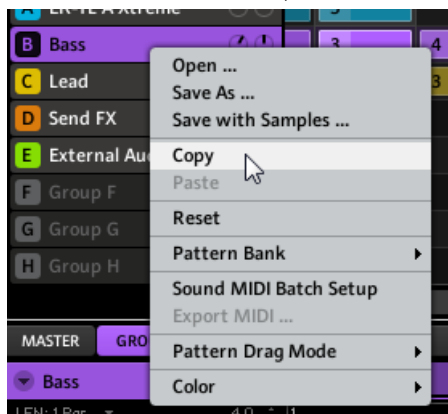 A
B Bass 3 4
Open ...
C Lead 3
Save As ...
D Send FX
Save with Samples ...
E External Au
Copy
F Group F
Paste
G Group G
Reset
H Group H
Pattern Bank
Sound MIDI Batch Setup
Export MIDI ...
MASTER GRO
Pattern Drag Mode
Bass
Color